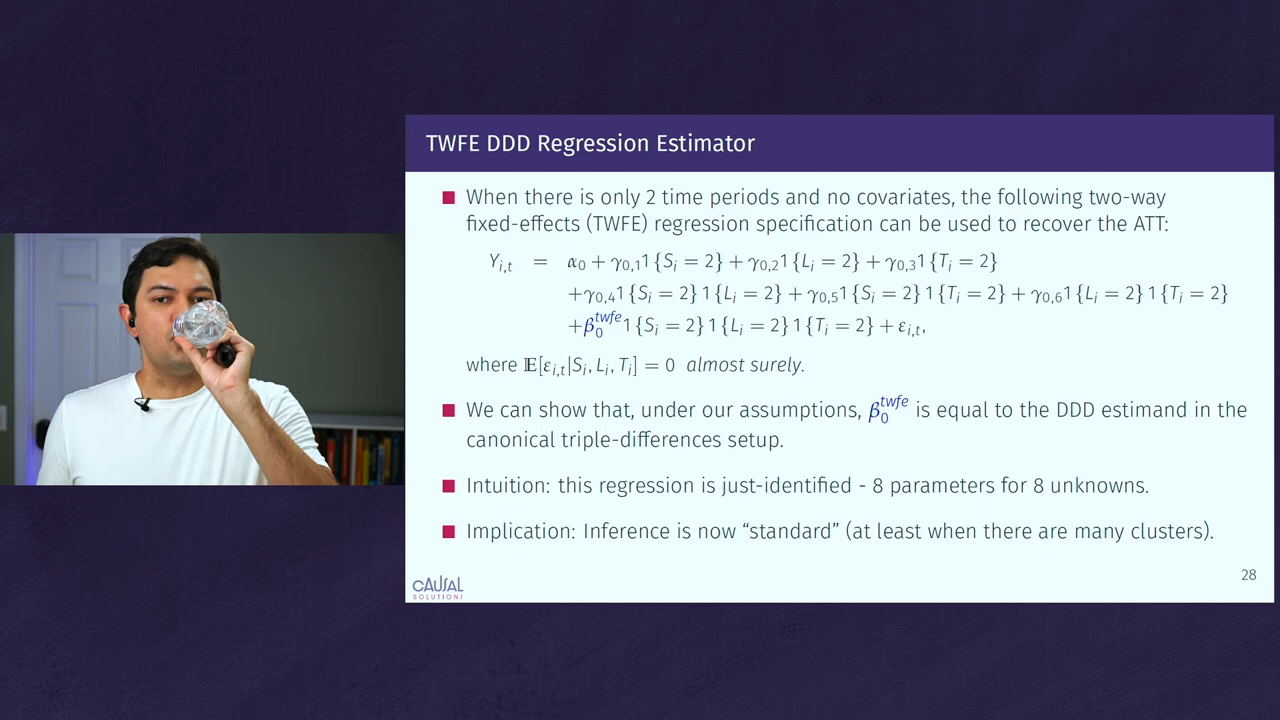 TWFE DDD Regression Estimator
When there is only 2 time periods and no covariates, the following two-way
fixed-effects (TWFE) regression specification can be used to recover the ATT:
Y_{i,t} = α_0 + γ_{0,1}1{S_i = 2} + γ_{0,2}1{L_i = 2} + γ_{0,3}1{T_i = 2}
+γ_{0,4}1{S_i = 2}1{L_i = 2} + γ_{0,5}1{S_i = 2}1{T_i = 2} + γ_{0,6}1{L_i = 2}1{T_i = 2}
+β_0^{twfe}1{S_i = 2}1{L_i = 2}1{T_i = 2} + ε_{i,t},
where 𝔼[ε_{i,t}|S_i, L_i, T_i] = 0 almost surely.
We can show that, under our assumptions, β_0^{twfe} is equal to the DDD estimand in the
canonical triple-differences setup.
Intuition: this regression is just-identified - 8 parameters for 8 unknowns.
Implication: Inference is now “standard” (at least when there are many clusters).
28
CAUSAL
SOLUTIONS